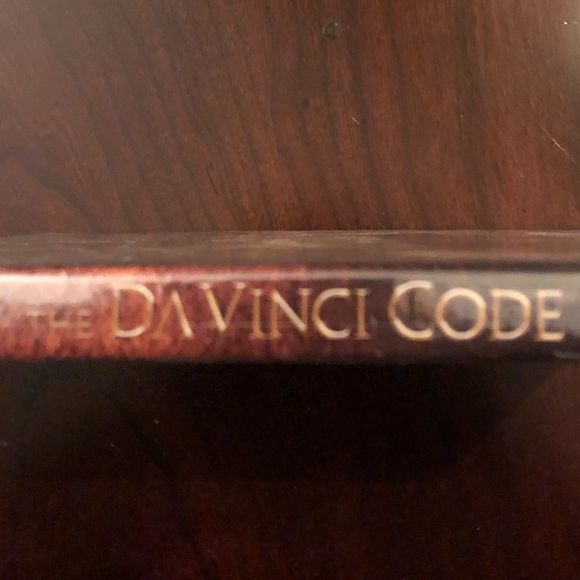 THE DA VINCI CODE